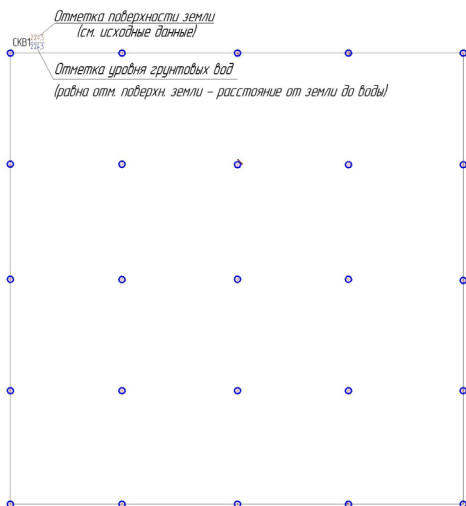 Отметка поверхности земли
(см. исходные данные)
СКВ1
Отметка уровня грунтовых вод
(равна отм. поверхн. земли - расстояние от земли до воды)